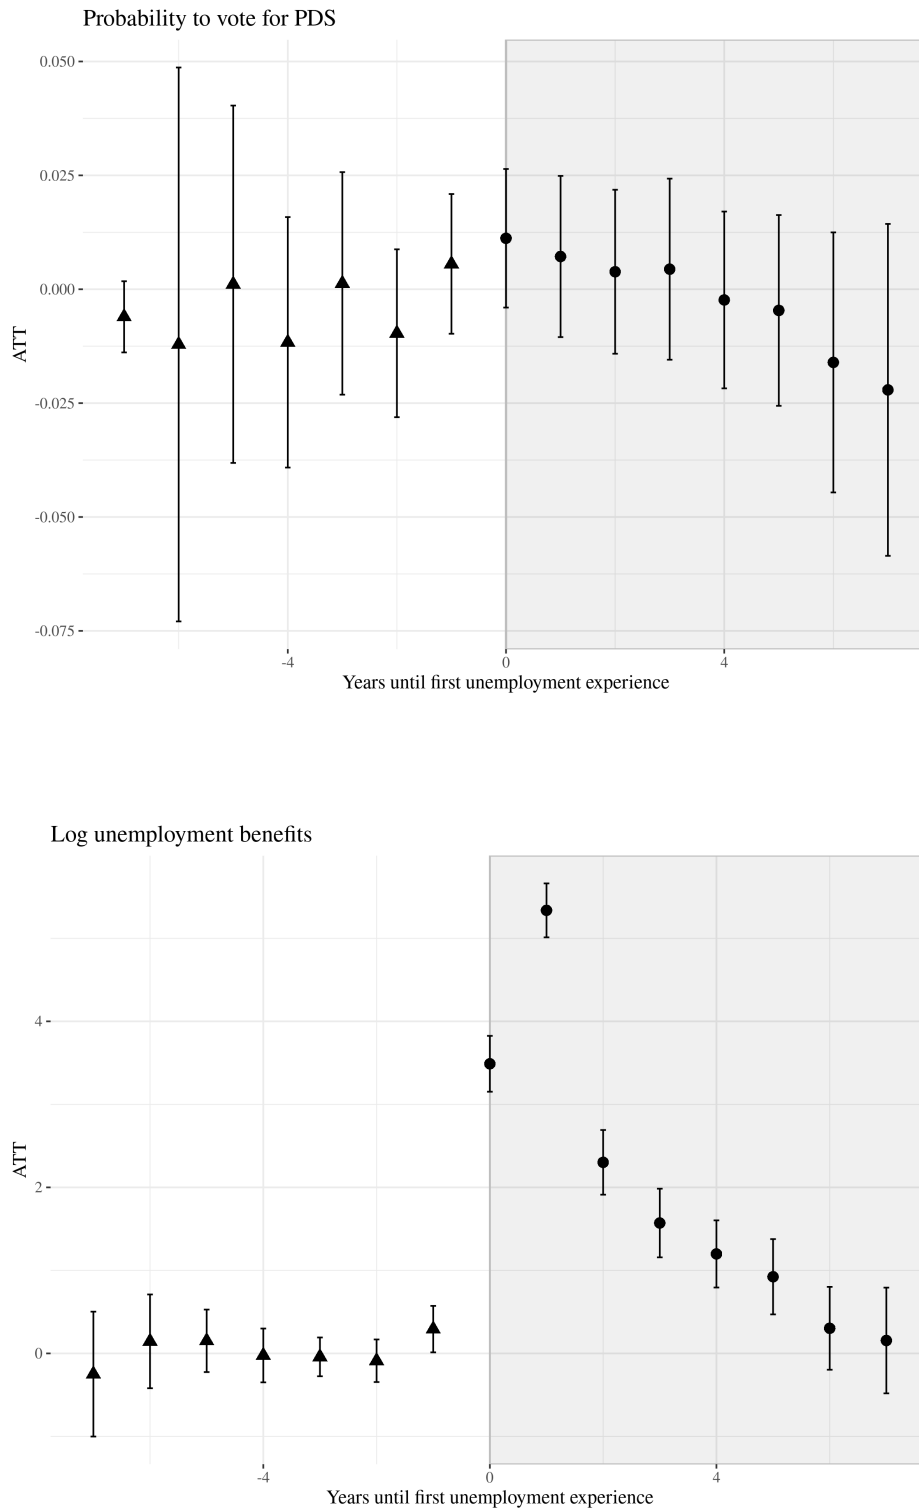 Probability to vote for PDS
0.050
0.025
0.000
-0.025
-0.050
-0.075
ATT
-4
0
4
Years until first unemployment experience
Log unemployment benefits
4
2
0
ATT
-4
0
4
Years until first unemployment experience